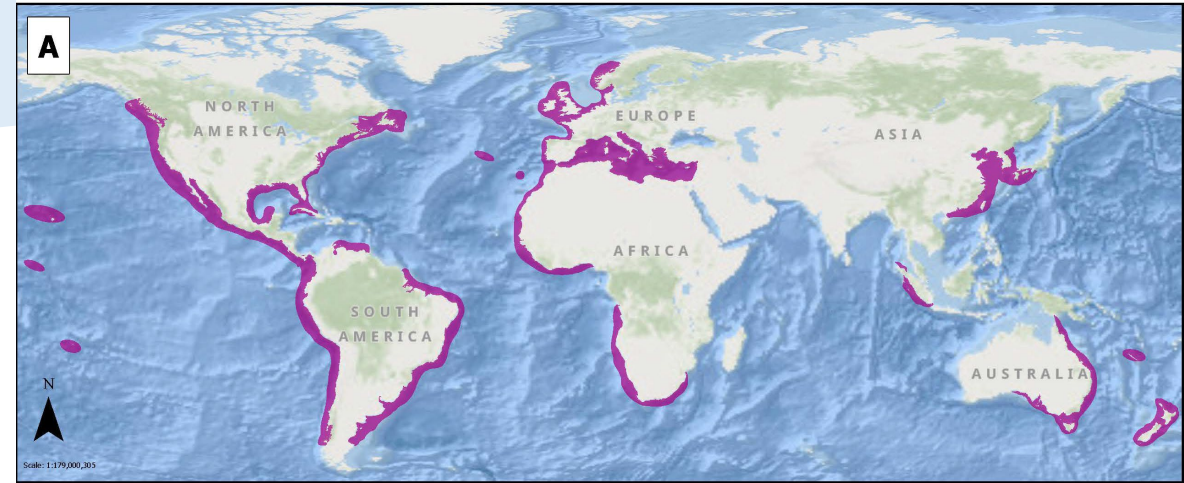 A
NORTH
AMERICA
EUROPE
ASIA
AFRICA
SOUTH
AMERICA
AUSTRALIA
N
Scale: 1:179,000,305